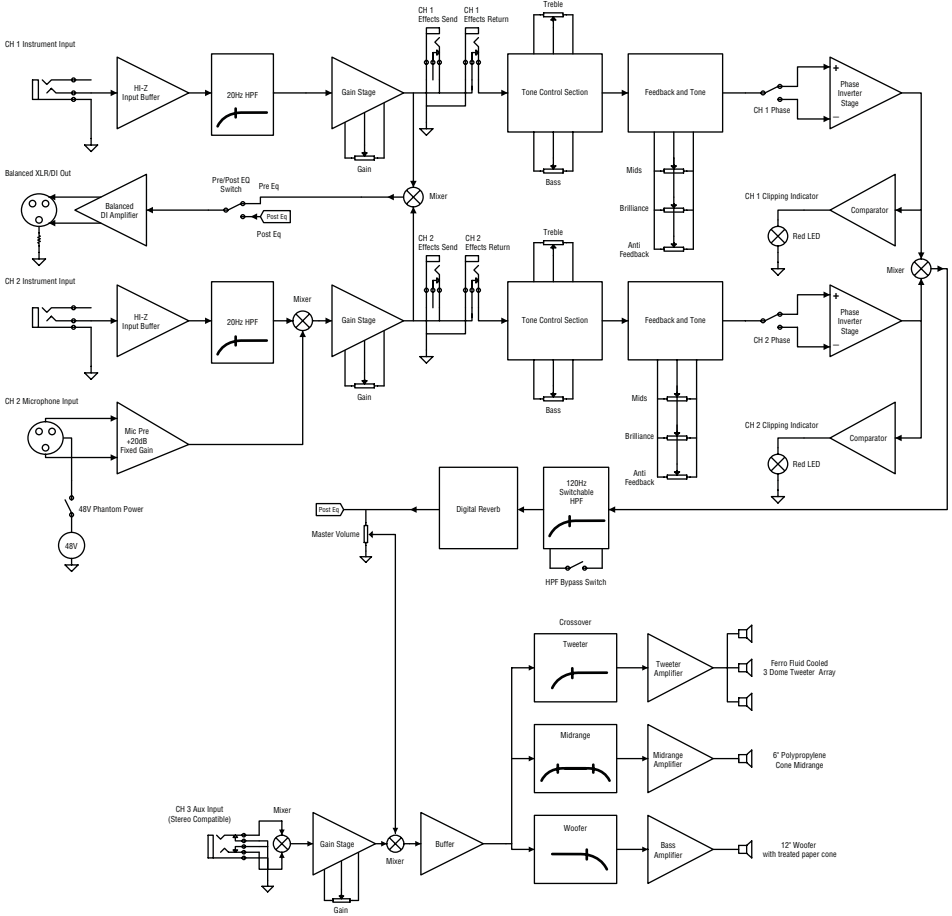 CH 1
Effects Send
CH 1
Effects Return
Treble
CH 1 Instrument Input
HI-Z
Input Buffer
20Hz HPF
Gain Stage
Gain
Tone Control Section
Bass
Feedback and Tone
Mids
Brilliance
Anti
Feedback
CH 1 Phase
+
−
Phase
Inverter
Stage
Balanced XLR/DI Out
Balanced
DI Amplifier
Pre/Post EQ
Switch
Pre Eq
Post Eq
Post Eq
Mixer
CH 1 Clipping Indicator
Red LED
Comparator
Mixer
CH 2
Effects Send
CH 2
Effects Return
Treble
CH 2 Instrument Input
HI-Z
Input Buffer
20Hz HPF
Mixer
Gain Stage
Gain
Tone Control Section
Bass
Feedback and Tone
Mids
Brilliance
Anti
Feedback
CH 2 Phase
+
−
Phase
Inverter
Stage
CH 2 Microphone Input
Mic Pre
+20dB
Fixed Gain
48V Phantom Power
48V
CH 2 Clipping Indicator
Red LED
Comparator
Post Eq
Master Volume
Digital Reverb
120Hz
Switchable
HPF
HPF Bypass Switch
Crossover
Tweeter
Tweeter
Amplifier
Ferro Fluid Cooled
3 Dome Tweeter Array
Midrange
Midrange
Amplifier
6" Polypropylene
Cone Midrange
CH 3 Aux Input
(Stereo Compatible)
Mixer
Gain Stage
Gain
Mixer
Buffer
Woofer
Bass
Amplifier
12" Woofer
with treated paper cone